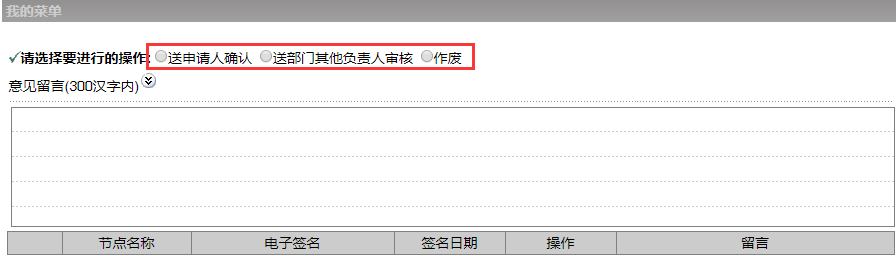 我的菜单
✓请选择要进行的操作: 送申请人确认 送部门其他负责人审核 作废
意见留言(300汉字内)
节点名称 电子签名 签名日期 操作 留言